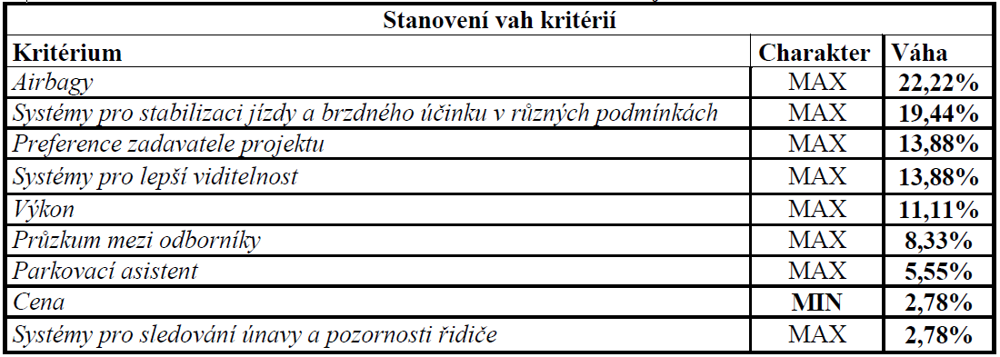 Stanovení vah kritérií
Kritérium Charakter Váha
Airbagy MAX 22,22%
Systémy pro stabilizaci jízdy a brzdného účinku v různých podmínkách MAX 19,44%
Preference zadavatele projektu MAX 13,88%
Systémy pro lepší viditelnost MAX 13,88%
Výkon MAX 11,11%
Průzkum mezi odborníky MAX 8,33%
Parkovací asistent MAX 5,55%
Cena MIN 2,78%
Systémy pro sledování únavy a pozornosti řidiče MAX 2,78%